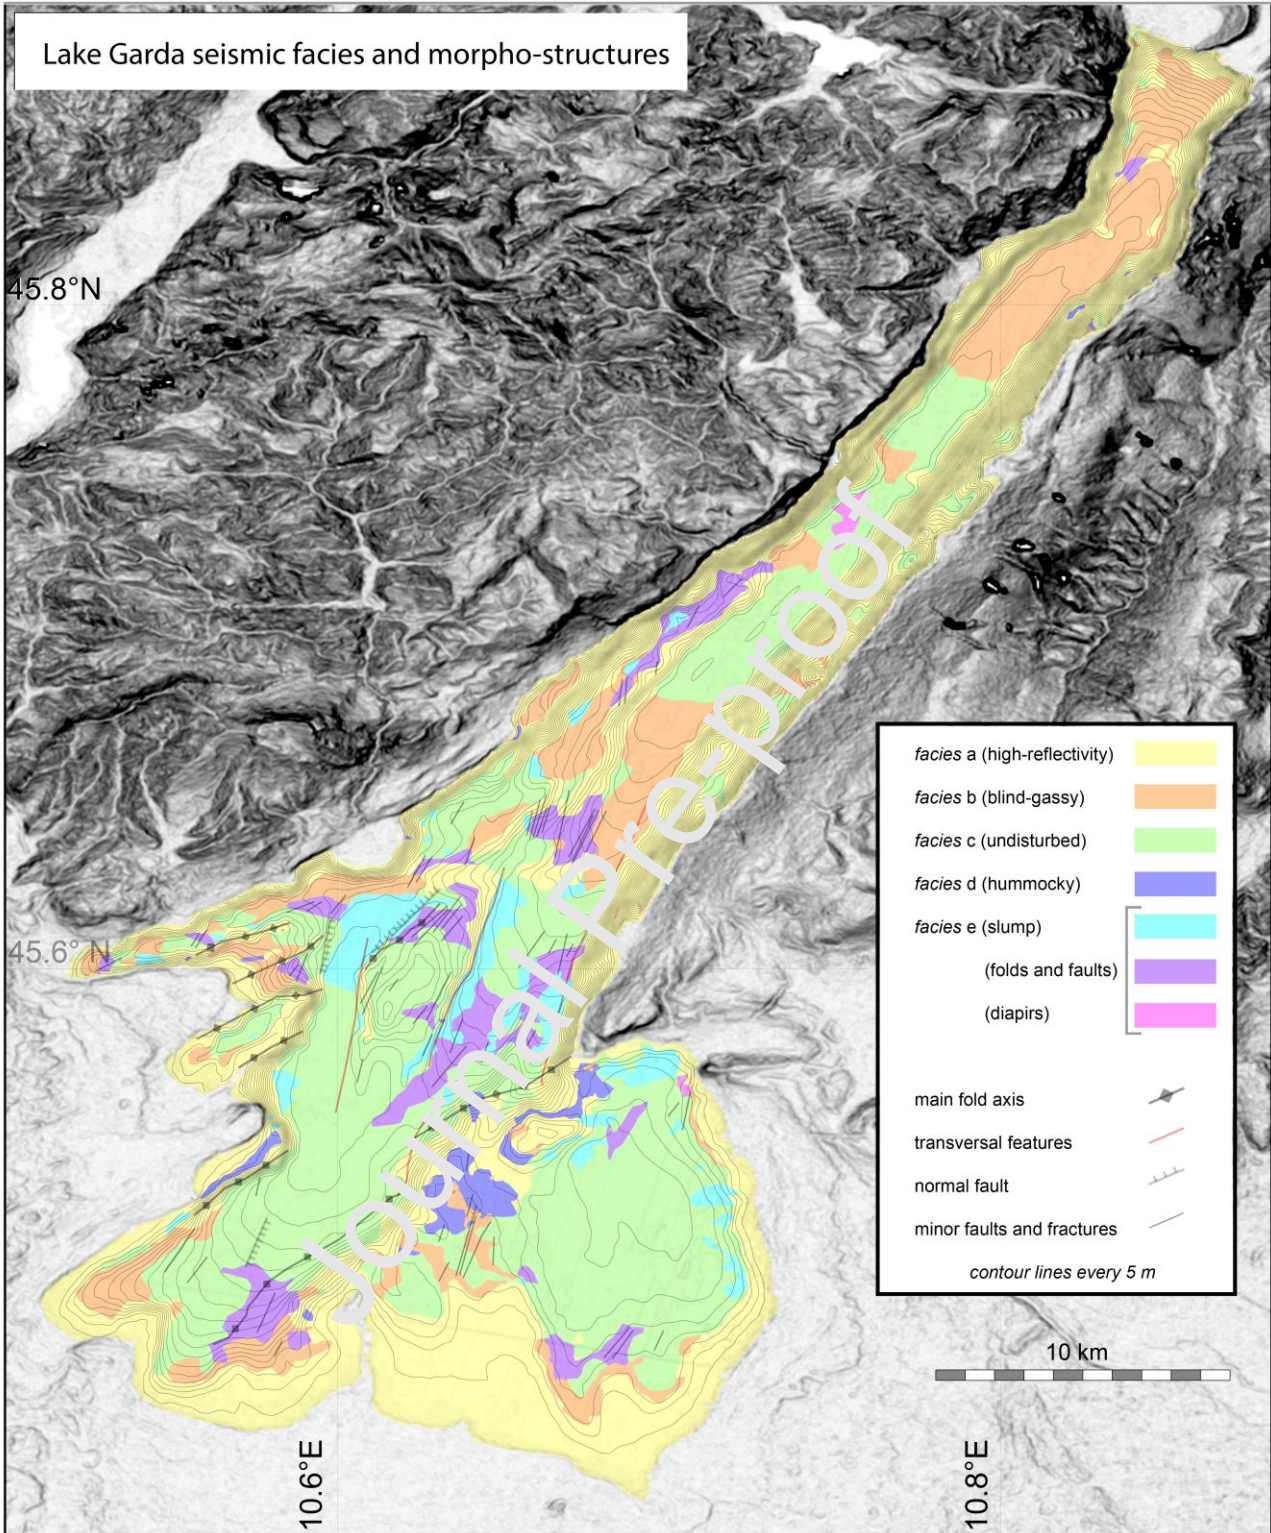 Lake Garda seismic facies and morpho-structures
45.8°N
45.6° N
Journal Pre-proof
facies a (high-reflectivity)
facies b (blind-gassy)
facies c (undisturbed)
facies d (hummocky)
facies e (slump)
(folds and faults)
(diapirs)
main fold axis
transversal features
normal fault
minor faults and fractures
contour lines every 5 m
10 km
10.6°E
10.8°E